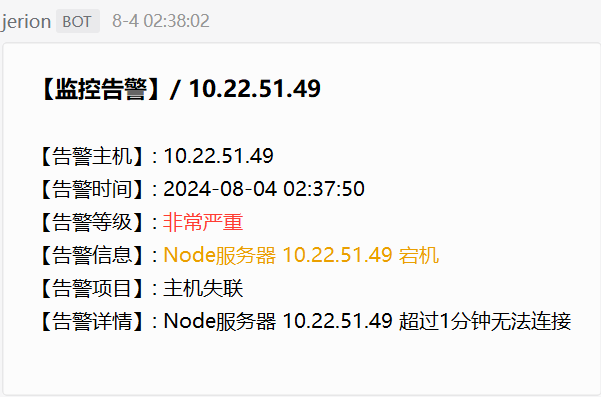 jerion BOT 8-4 02:38:02
【监控告警】/ 10.22.51.49
【告警主机】: 10.22.51.49
【告警时间】: 2024-08-04 02:37:50
【告警等级】: 非常严重
【告警信息】: Node服务器 10.22.51.49 宕机
【告警项目】: 主机失联
【告警详情】: Node服务器 10.22.51.49 超过1分钟无法连接